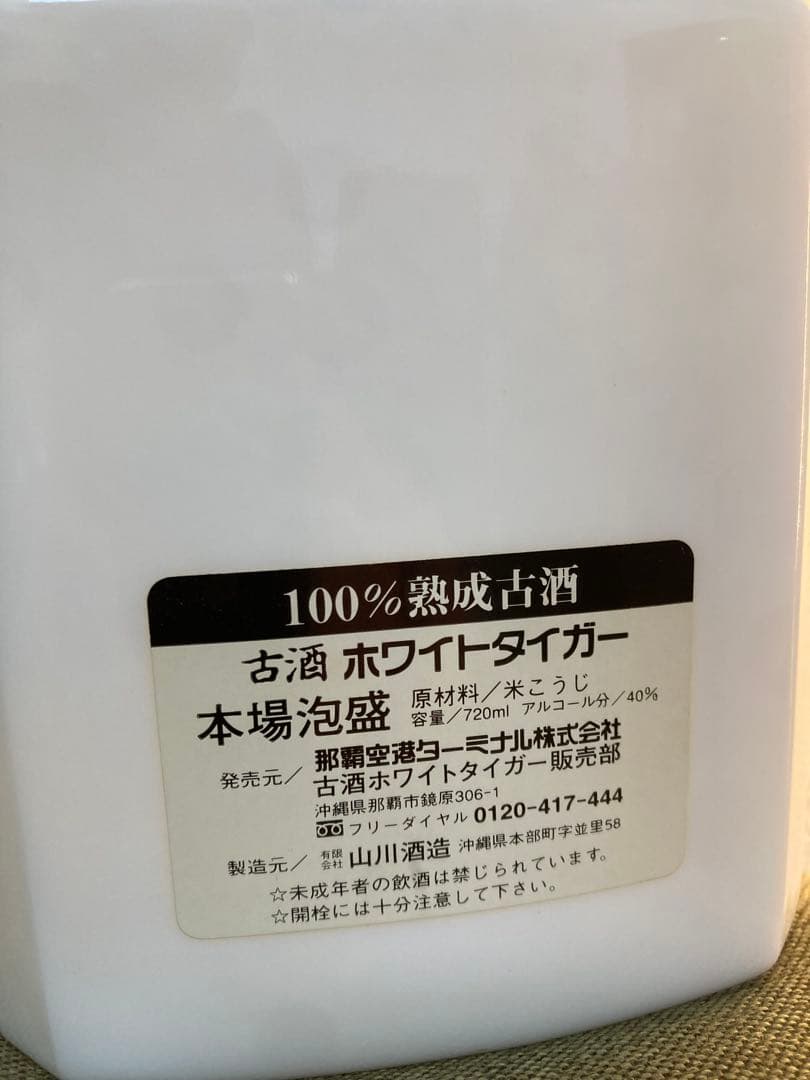 100%熟成古酒
古酒 ホワイトタイガー
本場泡盛 原材料/米こうじ
容量/720ml アルコール分/40%
発売元/ 那覇空港ターミナル株式会社
古酒ホワイトタイガー販売部
沖縄県那覇市鏡原306-1
フリーダイヤル 0120-417-444
製造元/ 有限会社 山川酒造 沖縄県本部町字並里58
☆未成年者の飲酒は禁じられています。
☆開栓には十分注意して下さい。